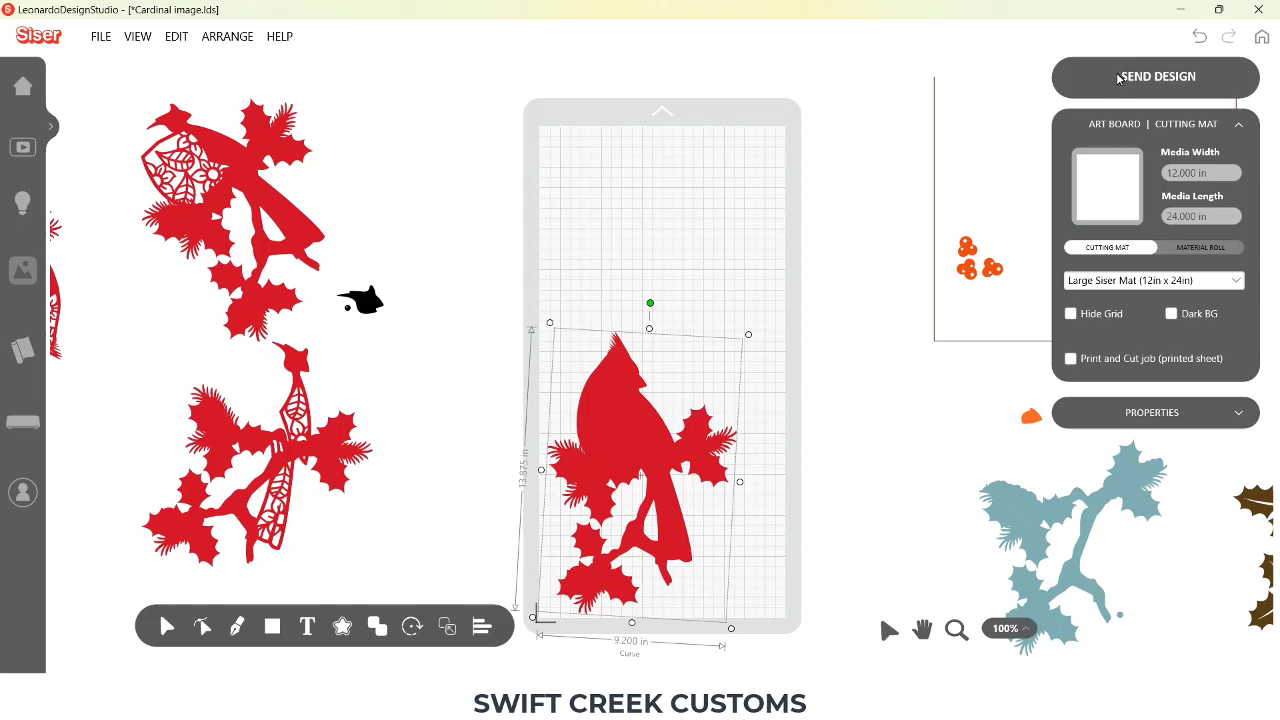 LeonardoDesignStudio - [*Cardinal image.lds]
Siser
FILE VIEW EDIT ARRANGE HELP
SEND DESIGN
ART BOARD | CUTTING MAT
Media Width
12.000 in
Media Length
24.000 in
CUTTING MAT MATERIAL ROLL
Large Siser Mat (12in x 24in)
Hide Grid Dark BG
Print and Cut job (printed sheet)
PROPERTIES
13.875 in
9.200 in
Curve
T
100%
SWIFT CREEK CUSTOMS